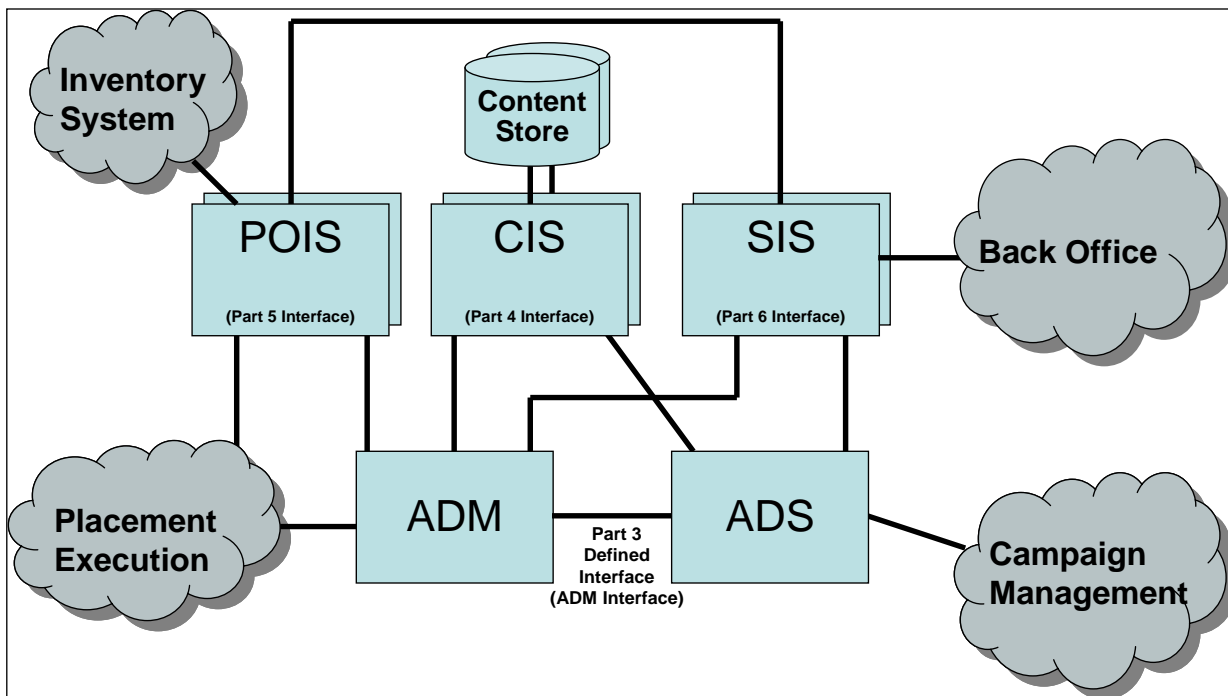 Inventory
System
Content
Store
POIS
(Part 5 Interface)
CIS
(Part 4 Interface)
SIS
(Part 6 Interface)
Back Office
Placement
Execution
ADM
Part 3
Defined
Interface
(ADM Interface)
ADS
Campaign
Management